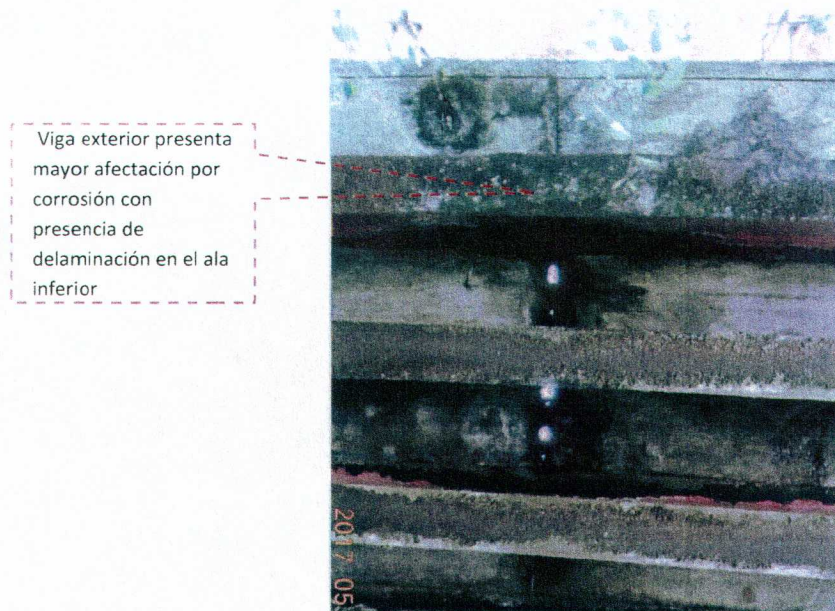 Viga exterior presenta
mayor afectación por
corrosión con
presencia de
delaminación en el ala
inferior
2017 05